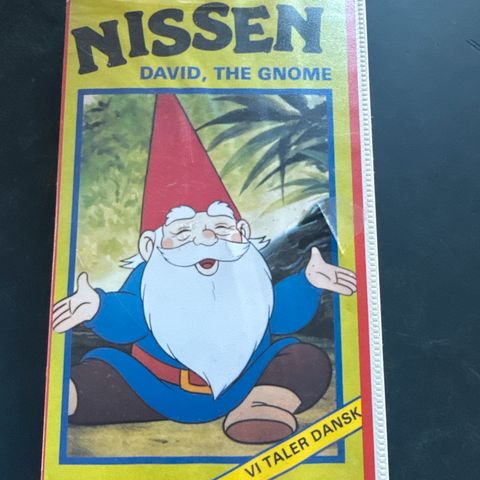 NISSEN
DAVID, THE GNOME
VI TALER DANSK